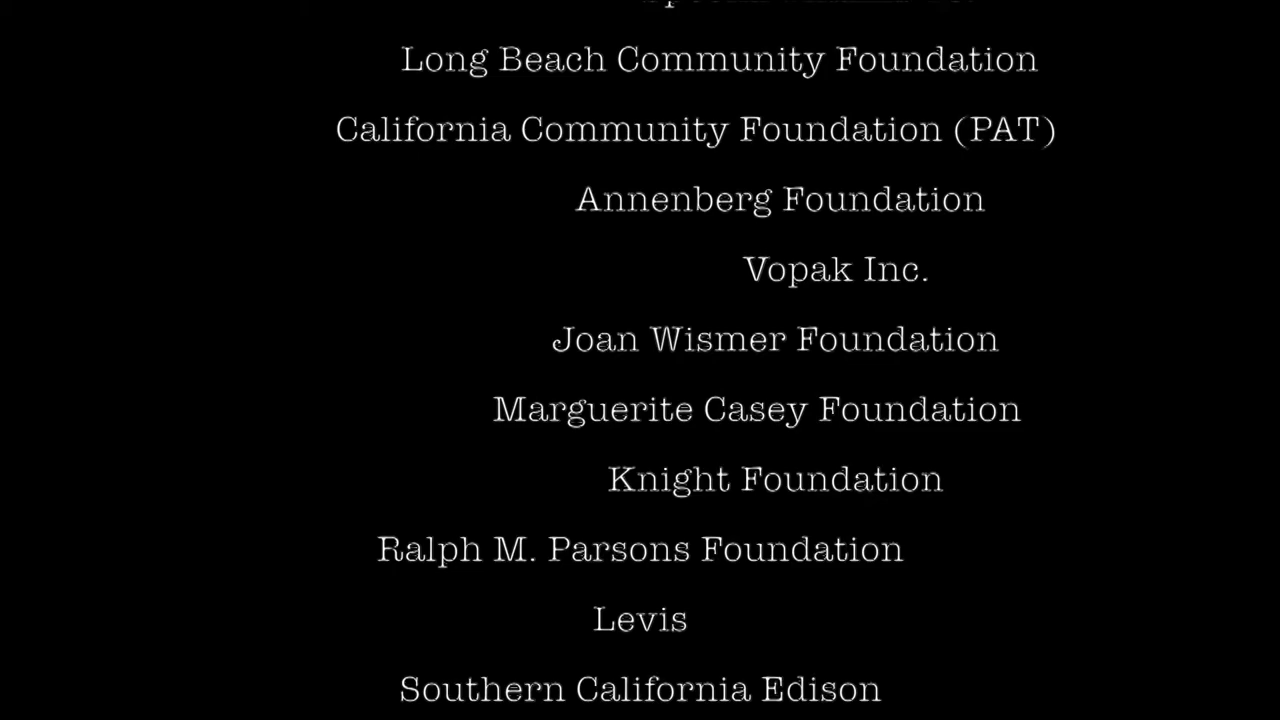 Long Beach Community Foundation
California Community Foundation (PAT)
Annenberg Foundation
Vopak Inc.
Joan Wismer Foundation
Marguerite Casey Foundation
Knight Foundation
Ralph M. Parsons Foundation
Levis
Southern California Edison